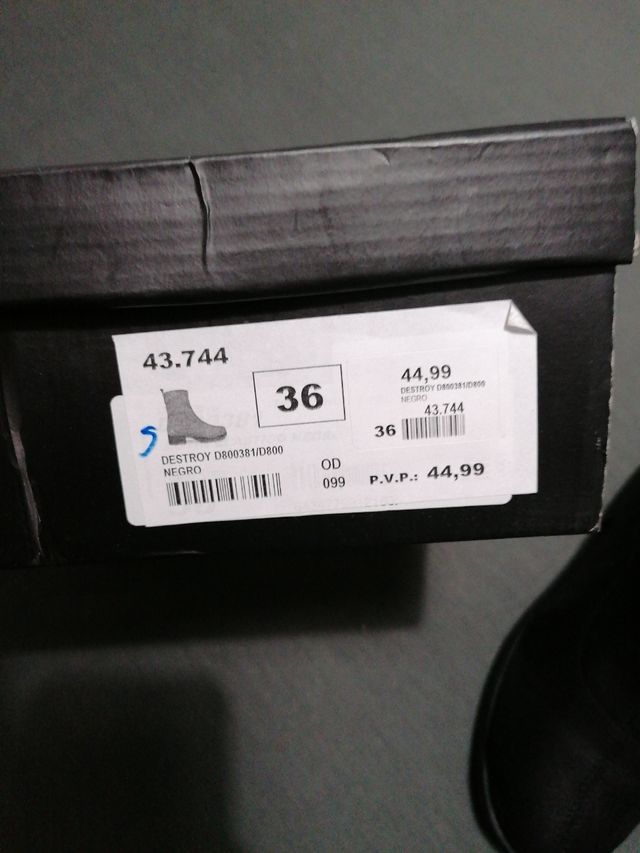 43.744
36
44,99
DESTROY D800381/D800
NEGRO
43.744
36
S
DESTROY D800381/D800
NEGRO
OD
099
P.V.P.: 44,99